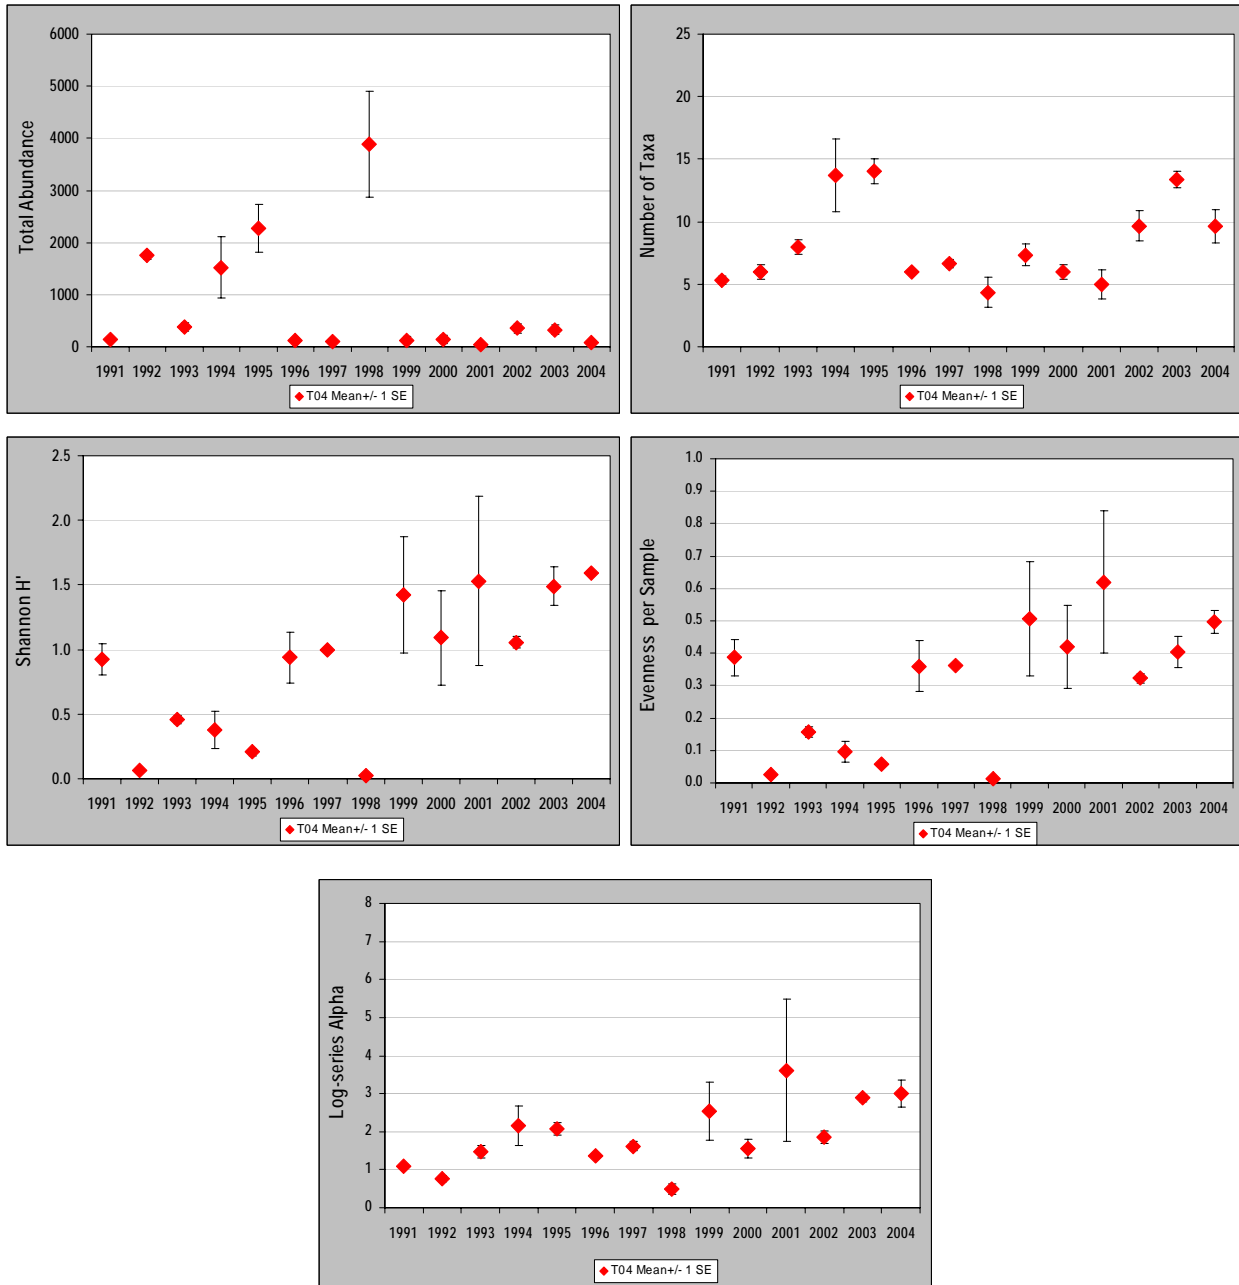 Total Abundance
6000
5000
4000
3000
2000
1000
0
1991 1992 1993 1994 1995 1996 1997 1998 1999 2000 2001 2002 2003 2004
T04 Mean+/- 1 SE
Number of Taxa
25
20
15
10
5
0
1991 1992 1993 1994 1995 1996 1997 1998 1999 2000 2001 2002 2003 2004
T04 Mean+/- 1 SE
Shannon H'
2.5
2.0
1.5
1.0
0.5
0.0
1991 1992 1993 1994 1995 1996 1997 1998 1999 2000 2001 2002 2003 2004
T04 Mean+/- 1 SE
Evenness per Sample
1.0
0.9
0.8
0.7
0.6
0.5
0.4
0.3
0.2
0.1
0.0
1991 1992 1993 1994 1995 1996 1997 1998 1999 2000 2001 2002 2003 2004
T04 Mean+/- 1 SE
Log-series Alpha
8
7
6
5
4
3
2
1
0
1991 1992 1993 1994 1995 1996 1997 1998 1999 2000 2001 2002 2003 2004
T04 Mean+/- 1 SE